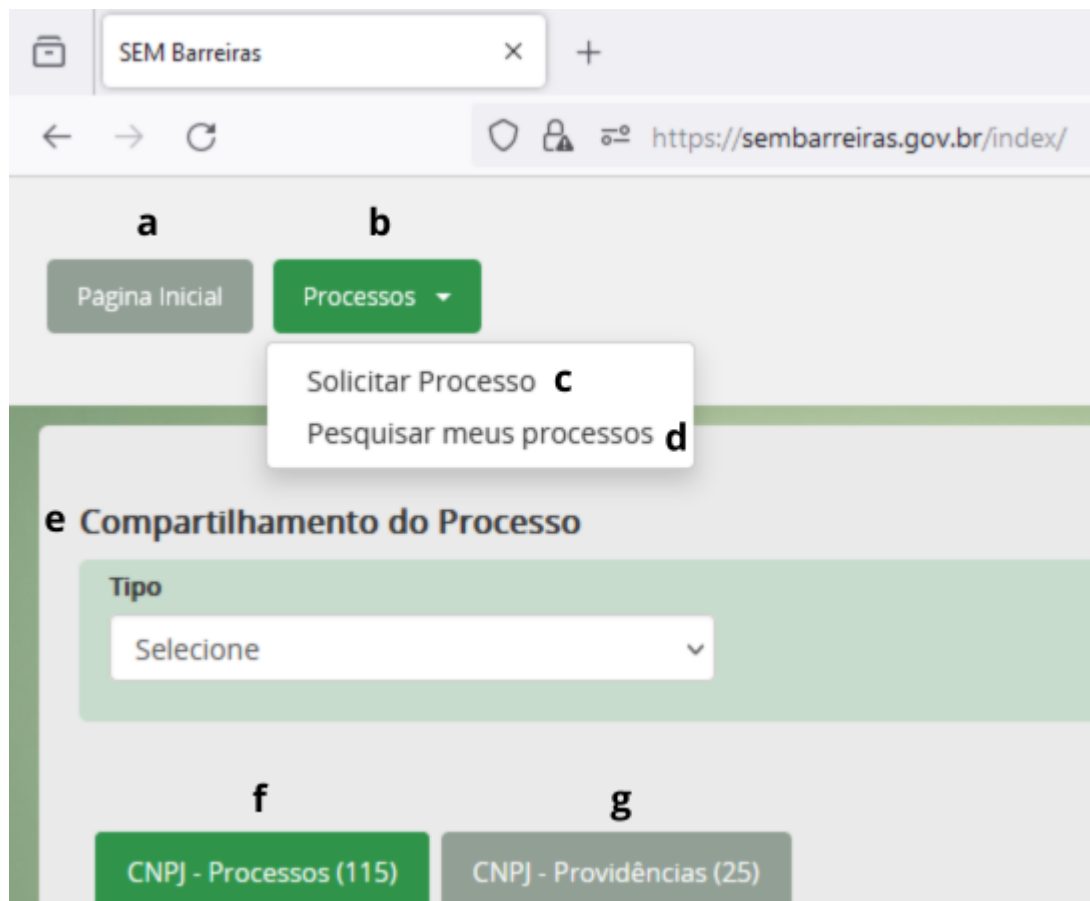 SEM Barreiras
https://sembarreiras.gov.br/index/
a b
Página Inicial Processos
Solicitar Processo c
Pesquisar meus processos d
e Compartilhamento do Processo
Tipo
Selecione
f g
CNPJ - Processos (115) CNPJ - Providências (25)